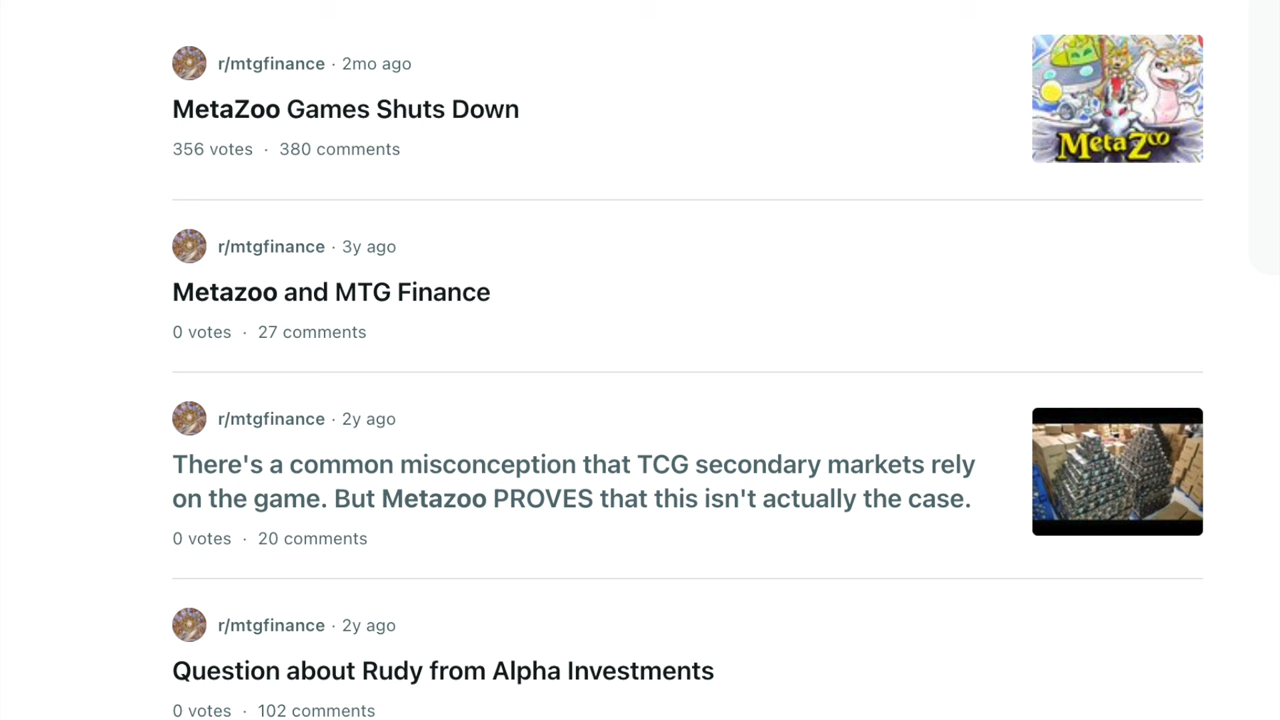 r/mtgfinance · 2mo ago
MetaZoo Games Shuts Down
356 votes · 380 comments
MetaZoo
r/mtgfinance · 3y ago
Metazoo and MTG Finance
0 votes · 27 comments
r/mtgfinance · 2y ago
There's a common misconception that TCG secondary markets rely
on the game. But Metazoo PROVES that this isn't actually the case.
0 votes · 20 comments
r/mtgfinance · 2y ago
Question about Rudy from Alpha Investments
0 votes · 102 comments